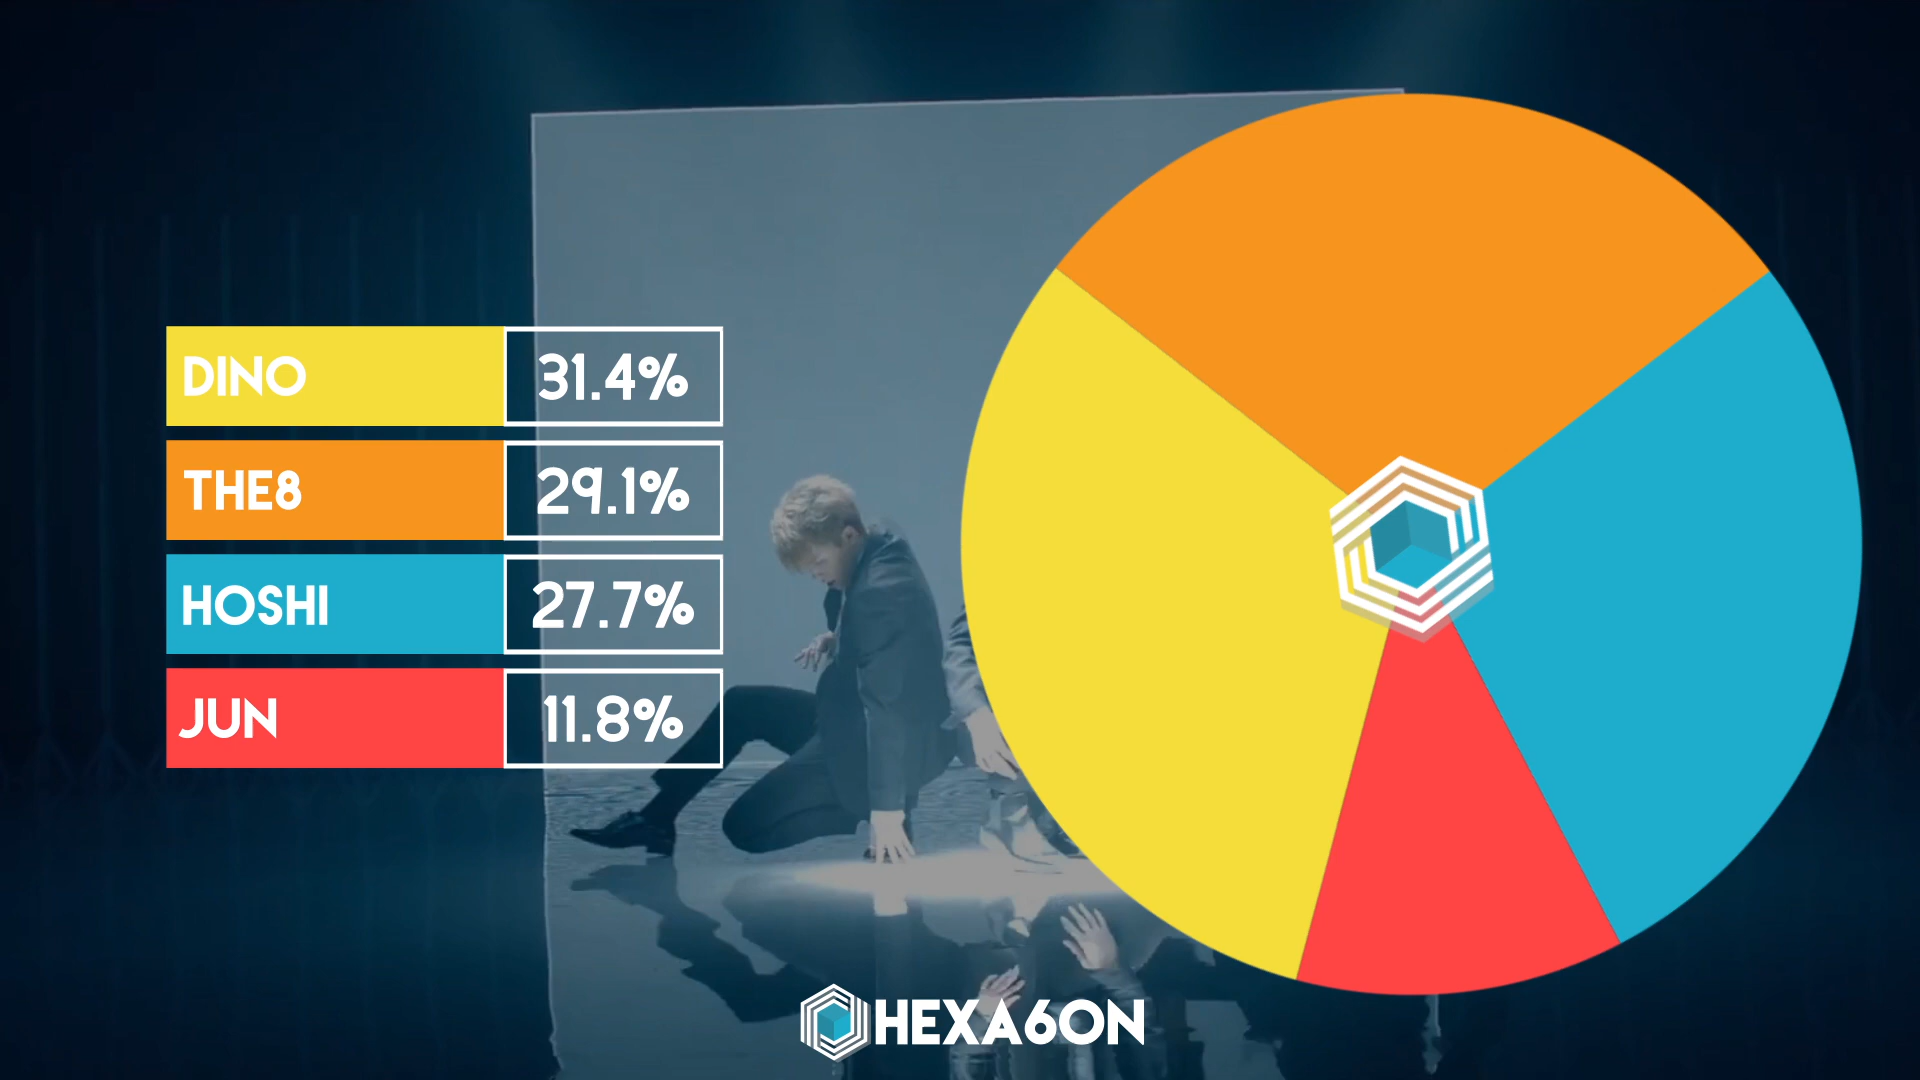 DINO 31.4%
THE8 29.1%
HOSHI 27.7%
JUN 11.8%
HEXA6ON